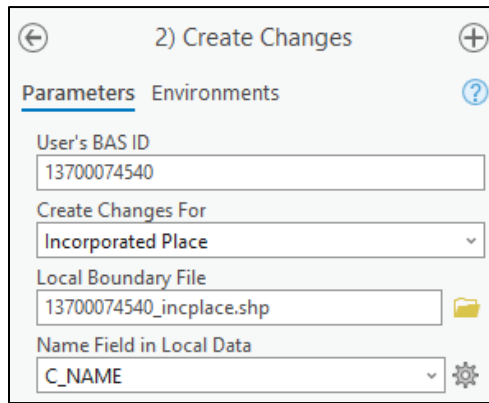 2) Create Changes
Parameters Environments
User's BAS ID
13700074540
Create Changes For
Incorporated Place
Local Boundary File
13700074540_incplace.shp
Name Field in Local Data
C_NAME